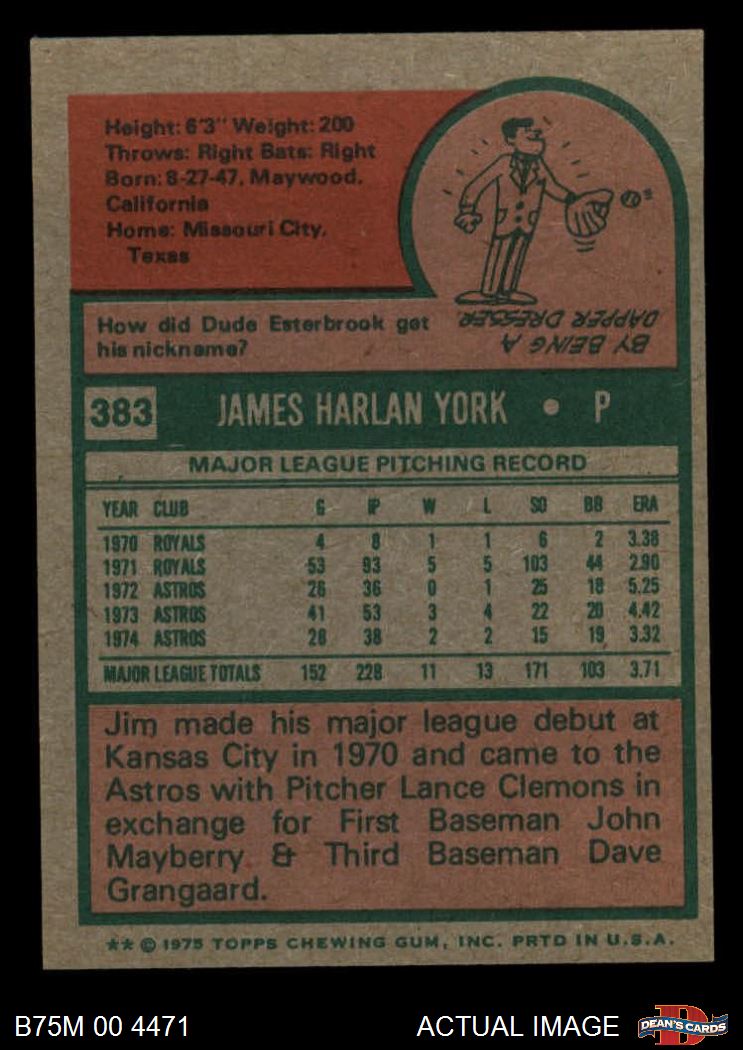 Height: 6'3" Weight: 200
Throws: Right Bats: Right
Born: 8-27-47, Maywood,
California
Home: Missouri City,
Texas
How did Dude Esterbrook get
his nickname?
BY BEING A
DAPPER DRESSER.
383 JAMES HARLAN YORK • P
MAJOR LEAGUE PITCHING RECORD
YEAR CLUB G IP W L SO BB ERA
1970 ROYALS 4 8 1 1 6 2 3.38
1971 ROYALS 53 93 5 5 103 44 2.90
1972 ASTROS 26 36 0 1 25 18 5.25
1973 ASTROS 41 53 3 4 22 20 4.42
1974 ASTROS 28 38 2 2 15 19 3.32
MAJOR LEAGUE TOTALS 152 228 11 13 171 103 3.71
Jim made his major league debut at
Kansas City in 1970 and came to the
Astros with Pitcher Lance Clemons in
exchange for First Baseman John
Mayberry & Third Baseman Dave
Grangaard.
** © 1975 TOPPS CHEWING GUM, INC. PRTD IN U.S.A.
B75M 00 4471 ACTUAL IMAGE D DEAN'S CARDS